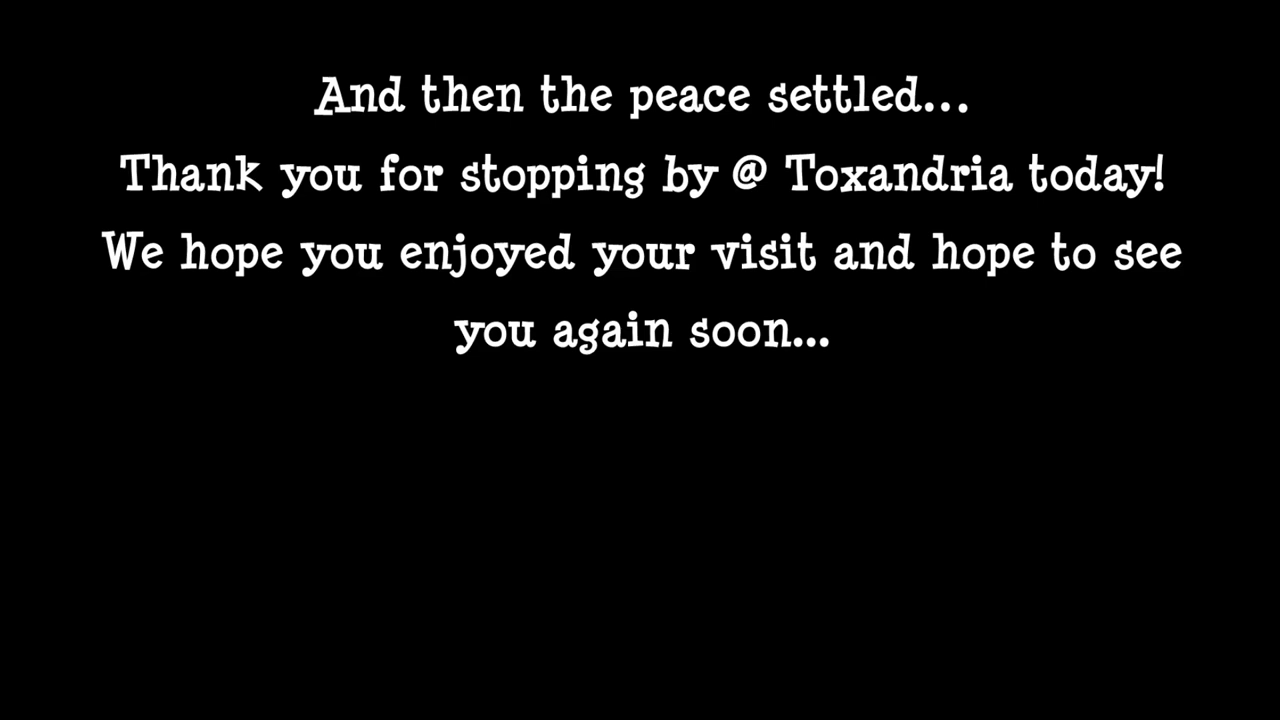 And then the peace settled...
Thank you for stopping by @ Toxandria today!
We hope you enjoyed your visit and hope to see
you again soon...